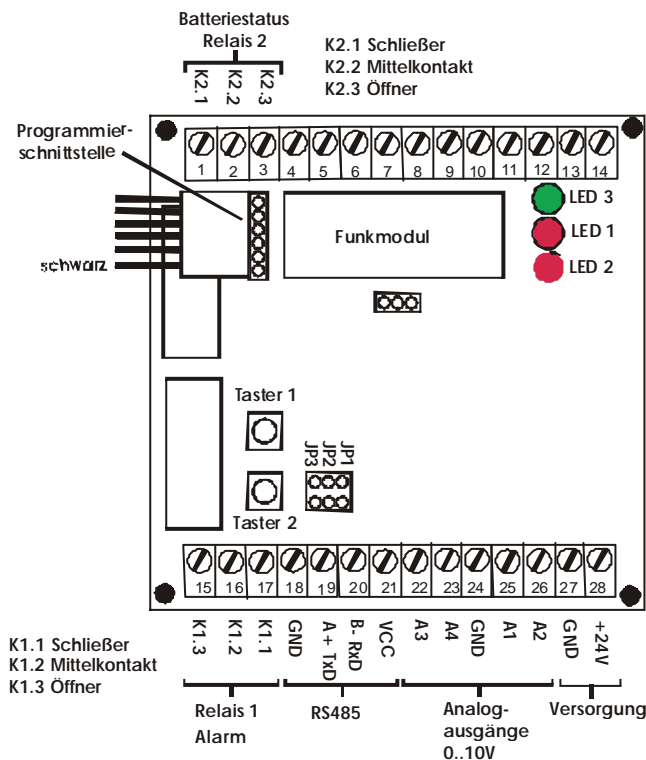 Batteriestatus
Relais 2
K2.1
K2.2
K2.3
K2.1 Schließer
K2.2 Mittelkontakt
K2.3 Öffner
Programmier-
schnittstelle
1 2 3 4 5 6 7 8 9 10 11 12 13 14
LED 3
LED 1
LED 2
Funkmodul
schwarz
Taster 1
Taster 2
JP3
JP2
JP1
15 16 17 18 19 20 21 22 23 24 25 26 27 28
K1.3
K1.2
K1.1
GND
A+ TxD
B- RxD
VCC
A3
A4
GND
A1
A2
GND
+24V
K1.1 Schließer
K1.2 Mittelkontakt
K1.3 Öffner
Relais 1
Alarm
RS485
Analog-
ausgänge
0..10V
Versorgung